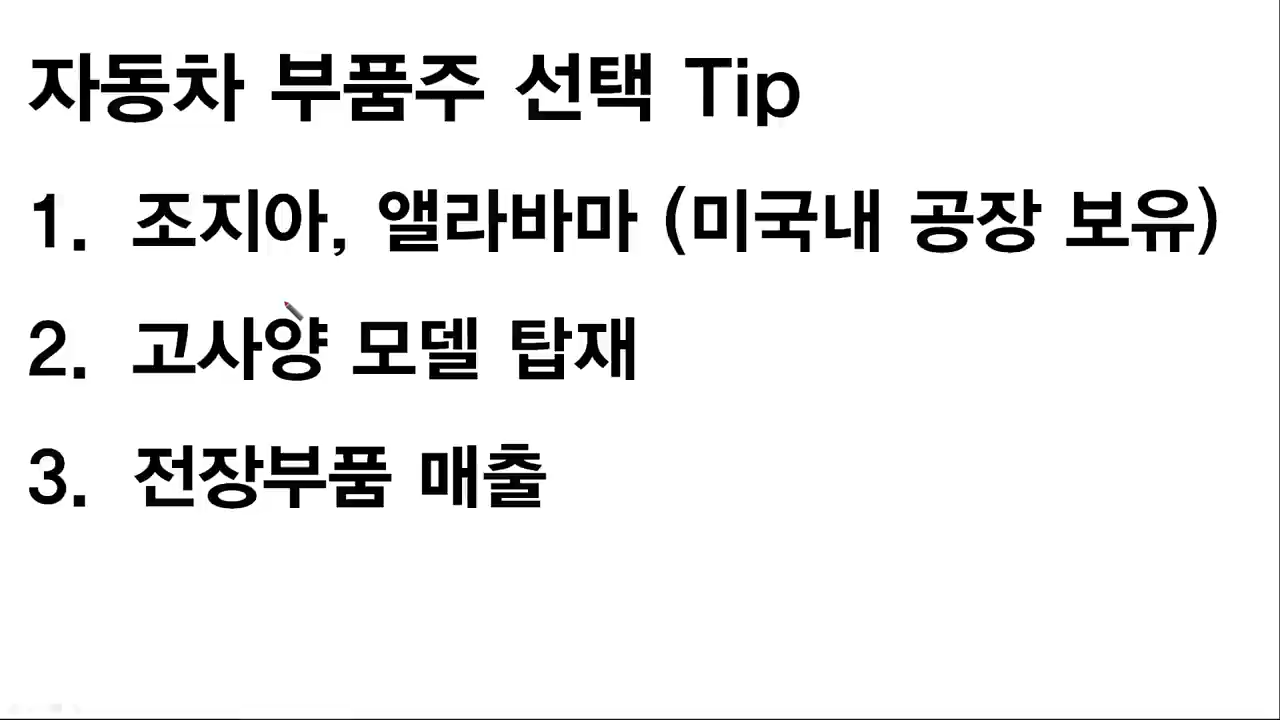 자동차 부품주 선택 Tip
1. 조지아, 앨라바마 (미국내 공장 보유)
2. 고사양 모델 탑재
3. 전장부품 매출